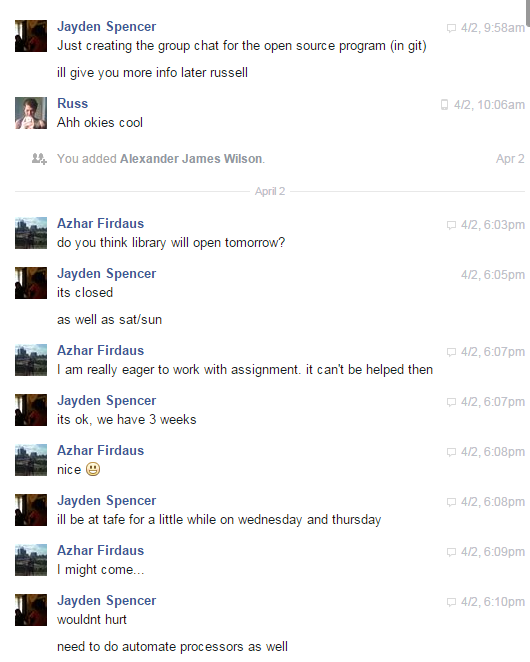 Jayden Spencer 4/2, 9:58am
Just creating the group chat for the open source program (in git)
ill give you more info later russell
Russ 4/2, 10:06am
Ahh okies cool
You added Alexander James Wilson. Apr 2
April 2
Azhar Firdaus 4/2, 6:03pm
do you think library will open tomorrow?
Jayden Spencer 4/2, 6:05pm
its closed
as well as sat/sun
Azhar Firdaus 4/2, 6:07pm
I am really eager to work with assignment. it can't be helped then
Jayden Spencer 4/2, 6:07pm
its ok, we have 3 weeks
Azhar Firdaus 4/2, 6:08pm
nice 😃
Jayden Spencer 4/2, 6:08pm
ill be at tafe for a little while on wednesday and thursday
Azhar Firdaus 4/2, 6:09pm
I might come...
Jayden Spencer 4/2, 6:10pm
wouldnt hurt
need to do automate processors as well